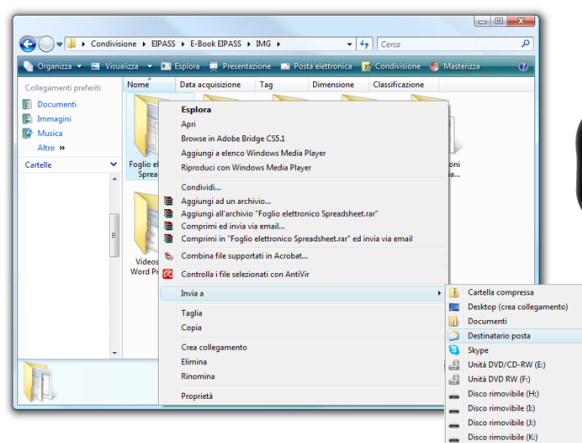 Condivisione ▸ EIPASS ▸ E-Book EIPASS ▸ IMG ▸
Cerca
Organizza Visualizza Esplora Presentazione Posta elettronica Condivisione Masterizza
Collegamenti preferiti
Documenti
Immagini
Musica
Altro »
Cartelle
Nome Data acquisizione Tag Dimensione Classificazione
Foglio el
Sprea
oni
ia...
Videos
Word Pr
Esplora
Apri
Browse in Adobe Bridge CS5.1
Aggiungi a elenco Windows Media Player
Riproduci con Windows Media Player
Condividi...
Aggiungi ad un archivio...
Aggiungi all'archivio "Foglio elettronico Spreadsheet.rar"
Comprimi ed invia via email...
Comprimi in "Foglio elettronico Spreadsheet.rar" ed invia via email
Combina file supportati in Acrobat...
Controlla i file selezionati con AntiVir
Invia a
Taglia
Copia
Crea collegamento
Elimina
Rinomina
Proprietà
Cartella compressa
Desktop (crea collegamento)
Documenti
Destinatario posta
Skype
Unità DVD/CD-RW (E:)
Unità DVD RW (F:)
Disco rimovibile (H:)
Disco rimovibile (I:)
Disco rimovibile (J:)
Disco rimovibile (K:)